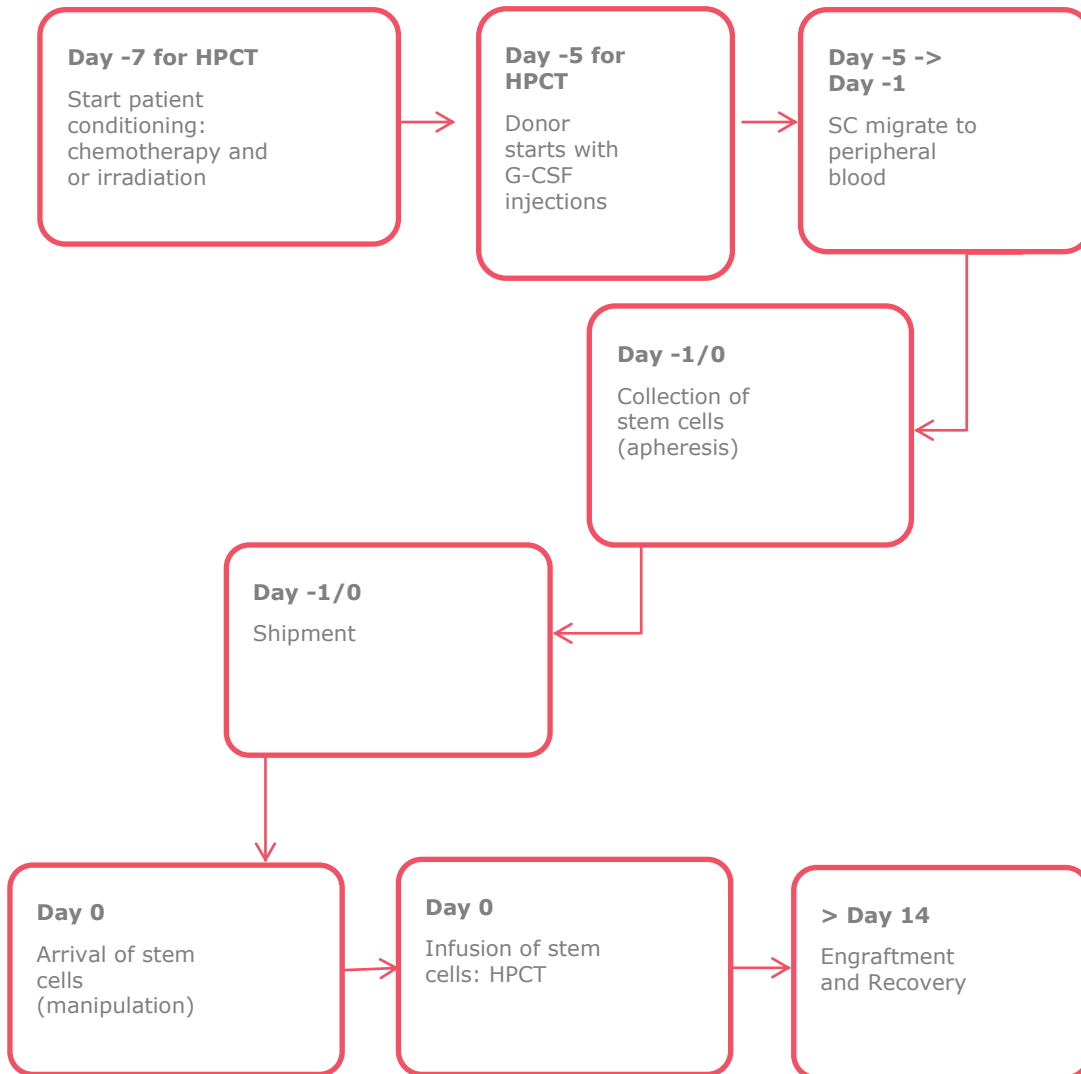 Day -7 for HPCT
Start patient
conditioning:
chemotherapy and
or irradiation
Day -5 for
HPCT
Donor
starts with
G-CSF
injections
Day -5 ->
Day -1
SC migrate to
peripheral
blood
Day -1/0
Collection of
stem cells
(apheresis)
Day -1/0
Shipment
Day 0
Arrival of stem
cells
(manipulation)
Day 0
Infusion of stem
cells: HPCT
> Day 14
Engraftment
and Recovery